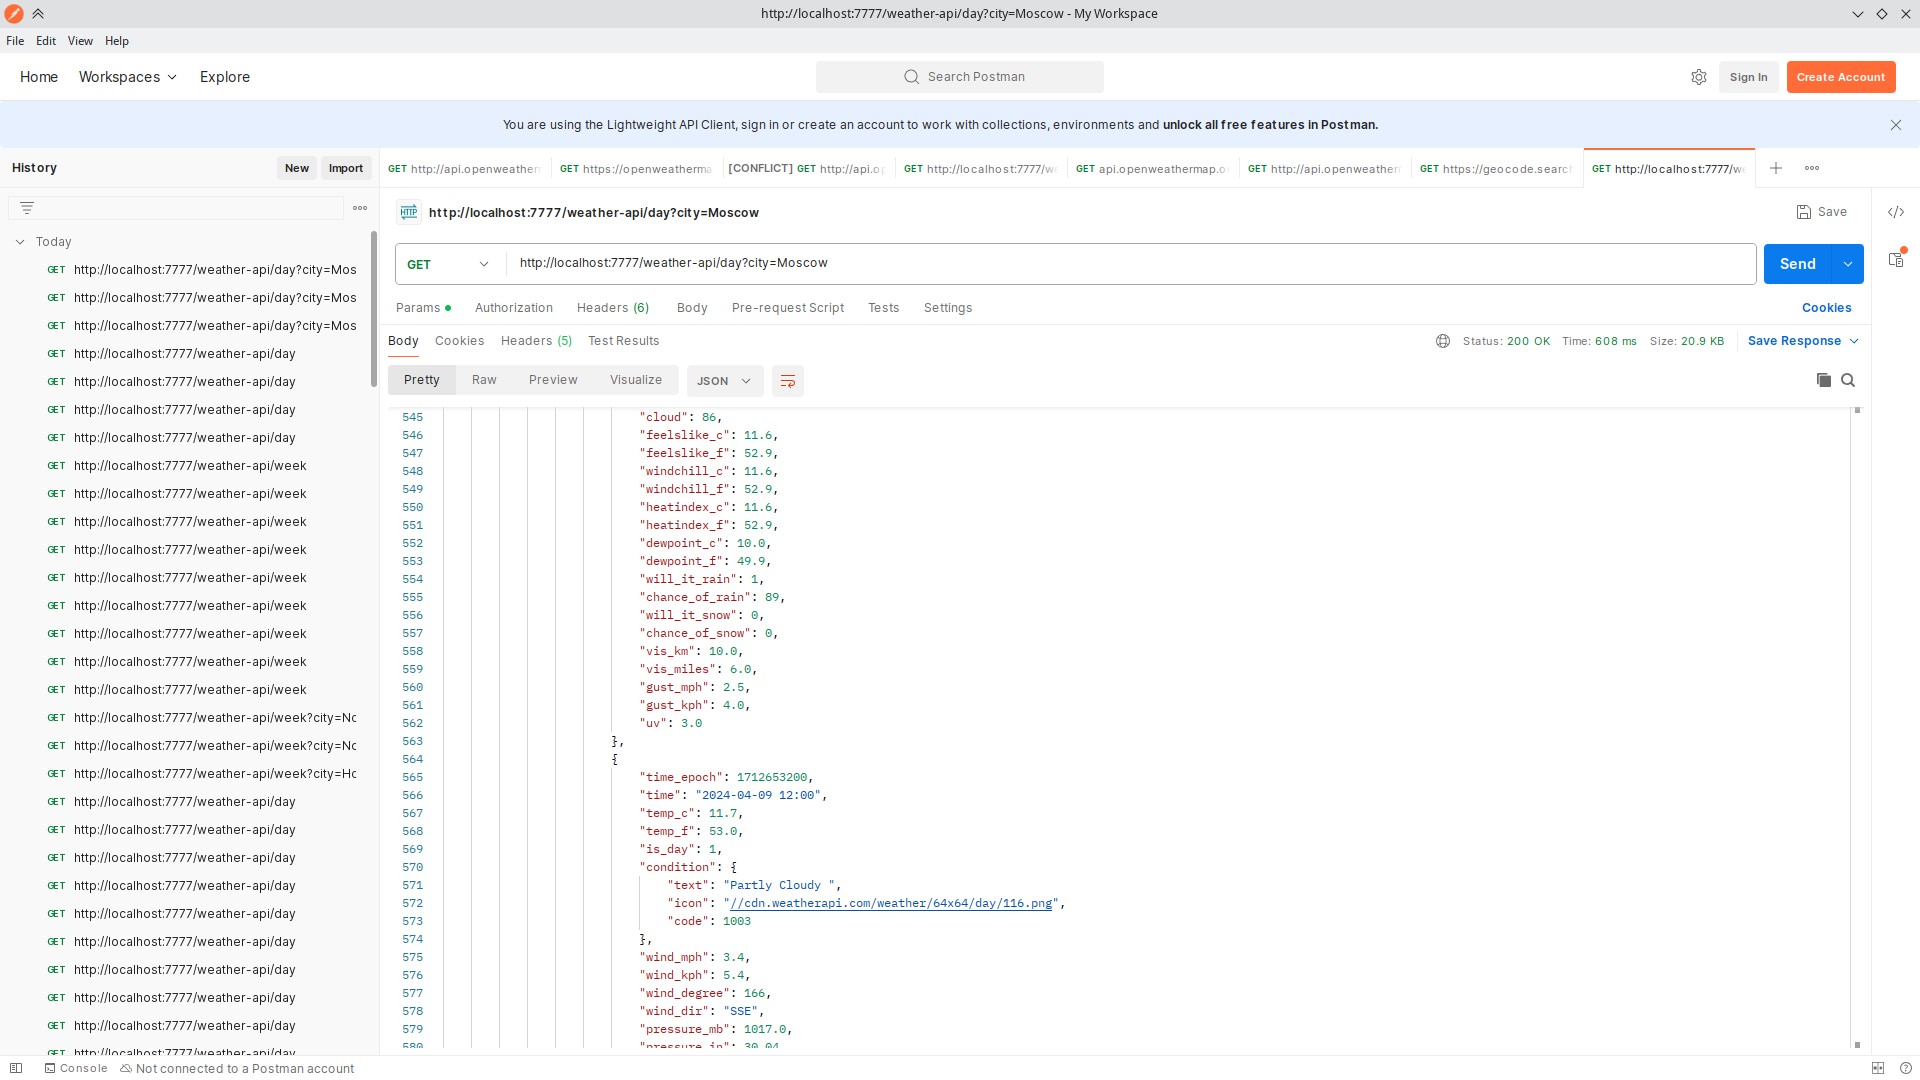 http://localhost:7777/weather-api/day?city=Moscow - My Workspace
File Edit View Help
Home Workspaces Explore
Search Postman
Sign In
Create Account
You are using the Lightweight API Client, sign in or create an account to work with collections, environments and unlock all free features in Postman.
History
New
Import
GET http://api.openweather
GET https://openweatherma
[CONFLICT] GET http://api.o
GET http://localhost:7777/we
GET api.openweathermap.o
GET http://api.openweather
GET https://geocode.search
GET http://localhost:7777/we
Today
GET http://localhost:7777/weather-api/day?city=Mos
GET http://localhost:7777/weather-api/day?city=Mos
GET http://localhost:7777/weather-api/day?city=Mos
GET http://localhost:7777/weather-api/day
GET http://localhost:7777/weather-api/day
GET http://localhost:7777/weather-api/day
GET http://localhost:7777/weather-api/day
GET http://localhost:7777/weather-api/week
GET http://localhost:7777/weather-api/week
GET http://localhost:7777/weather-api/week
GET http://localhost:7777/weather-api/week
GET http://localhost:7777/weather-api/week
GET http://localhost:7777/weather-api/week
GET http://localhost:7777/weather-api/week
GET http://localhost:7777/weather-api/week
GET http://localhost:7777/weather-api/week
GET http://localhost:7777/weather-api/week?city=Nc
GET http://localhost:7777/weather-api/week?city=Nc
GET http://localhost:7777/weather-api/week?city=Hc
GET http://localhost:7777/weather-api/day
GET http://localhost:7777/weather-api/day
GET http://localhost:7777/weather-api/day
GET http://localhost:7777/weather-api/day
GET http://localhost:7777/weather-api/day
GET http://localhost:7777/weather-api/day
GET http://localhost:7777/weather-api/day
GET http://localhost:7777/weather-api/day
GET http://localhost:7777/weather-api/day
GET http://localhost:7777/weather-api/day
HTTP http://localhost:7777/weather-api/day?city=Moscow
Save
GET http://localhost:7777/weather-api/day?city=Moscow
Send
Params Authorization Headers (6) Body Pre-request Script Tests Settings
Cookies
Body Cookies Headers (5) Test Results
Status: 200 OK Time: 608 ms Size: 20.9 KB
Save Response
Pretty Raw Preview Visualize JSON
545 "cloud": 86,
546 "feelslike_c": 11.6,
547 "feelslike_f": 52.9,
548 "windchill_c": 11.6,
549 "windchill_f": 52.9,
550 "heatindex_c": 11.6,
551 "heatindex_f": 52.9,
552 "dewpoint_c": 10.0,
553 "dewpoint_f": 49.9,
554 "will_it_rain": 1,
555 "chance_of_rain": 89,
556 "will_it_snow": 0,
557 "chance_of_snow": 0,
558 "vis_km": 10.0,
559 "vis_miles": 6.0,
560 "gust_mph": 2.5,
561 "gust_kph": 4.0,
562 "uv": 3.0
563 },
564 {
565 "time_epoch": 1712653200,
566 "time": "2024-04-09 12:00",
567 "temp_c": 11.7,
568 "temp_f": 53.0,
569 "is_day": 1,
570 "condition": {
571 "text": "Partly Cloudy ",
572 "icon": "//cdn.weatherapi.com/weather/64x64/day/116.png",
573 "code": 1003
574 },
575 "wind_mph": 3.4,
576 "wind_kph": 5.4,
577 "wind_degree": 166,
578 "wind_dir": "SSE",
579 "pressure_mb": 1017.0,
580 "pressure_in": 30.04,
Console
Not connected to a Postman account